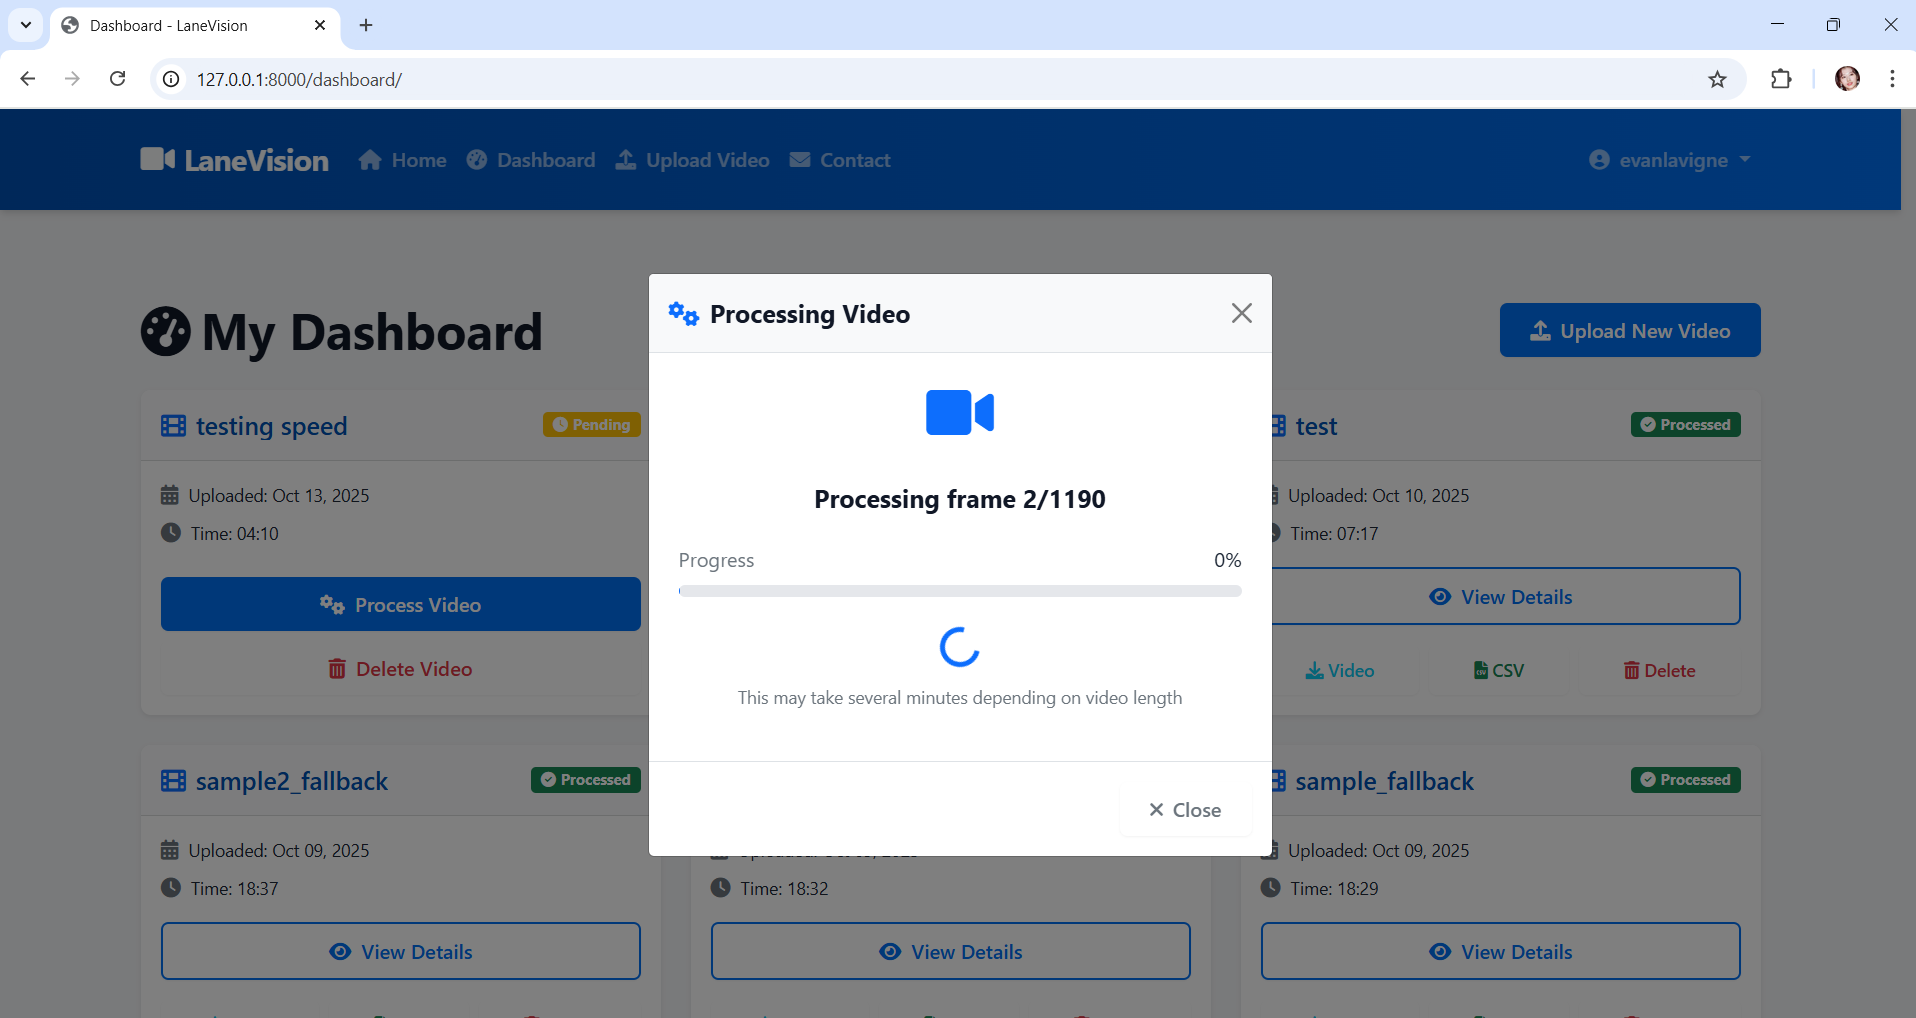 Dashboard - LaneVision
127.0.0.1:8000/dashboard/
LaneVision Home Dashboard Upload Video Contact evanlavigne
My Dashboard
Upload New Video
testing speed Pending
Uploaded: Oct 13, 2025
Time: 04:10
Process Video
Delete Video
Processing Video
Processing frame 2/1190
Progress 0%
This may take several minutes depending on video length
Close
test Processed
Uploaded: Oct 10, 2025
Time: 07:17
View Details
Video CSV Delete
sample2_fallback Processed
Uploaded: Oct 09, 2025
Time: 18:37
View Details
Time: 18:32
View Details
sample_fallback Processed
Uploaded: Oct 09, 2025
Time: 18:29
View Details